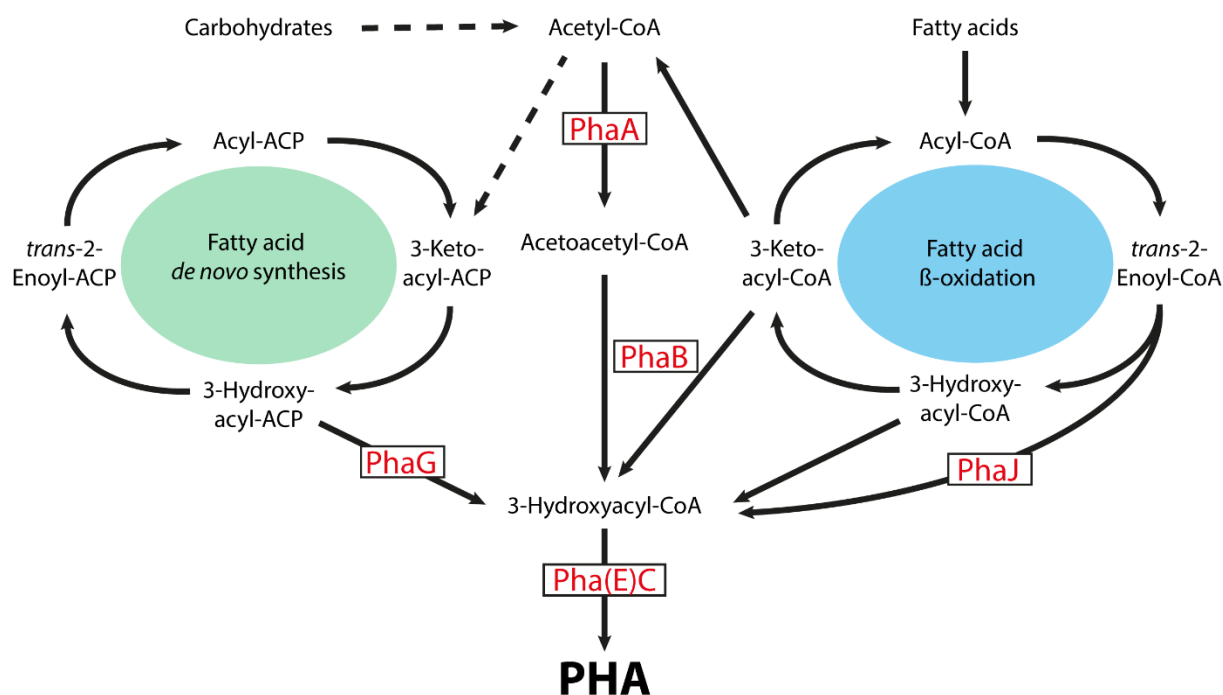 Carbohydrates
Acetyl-CoA
Fatty acids
PhaA
Acyl-ACP
Acyl-CoA
trans-2-
Enoyl-ACP
Fatty acid
de novo synthesis
3-Keto-
acyl-ACP
Acetoacetyl-CoA
3-Keto-
acyl-CoA
Fatty acid
ß-oxidation
trans-2-
Enoyl-CoA
PhaB
3-Hydroxy-
acyl-ACP
3-Hydroxy-
acyl-CoA
PhaG
PhaJ
3-Hydroxyacyl-CoA
Pha(E)C
PHA